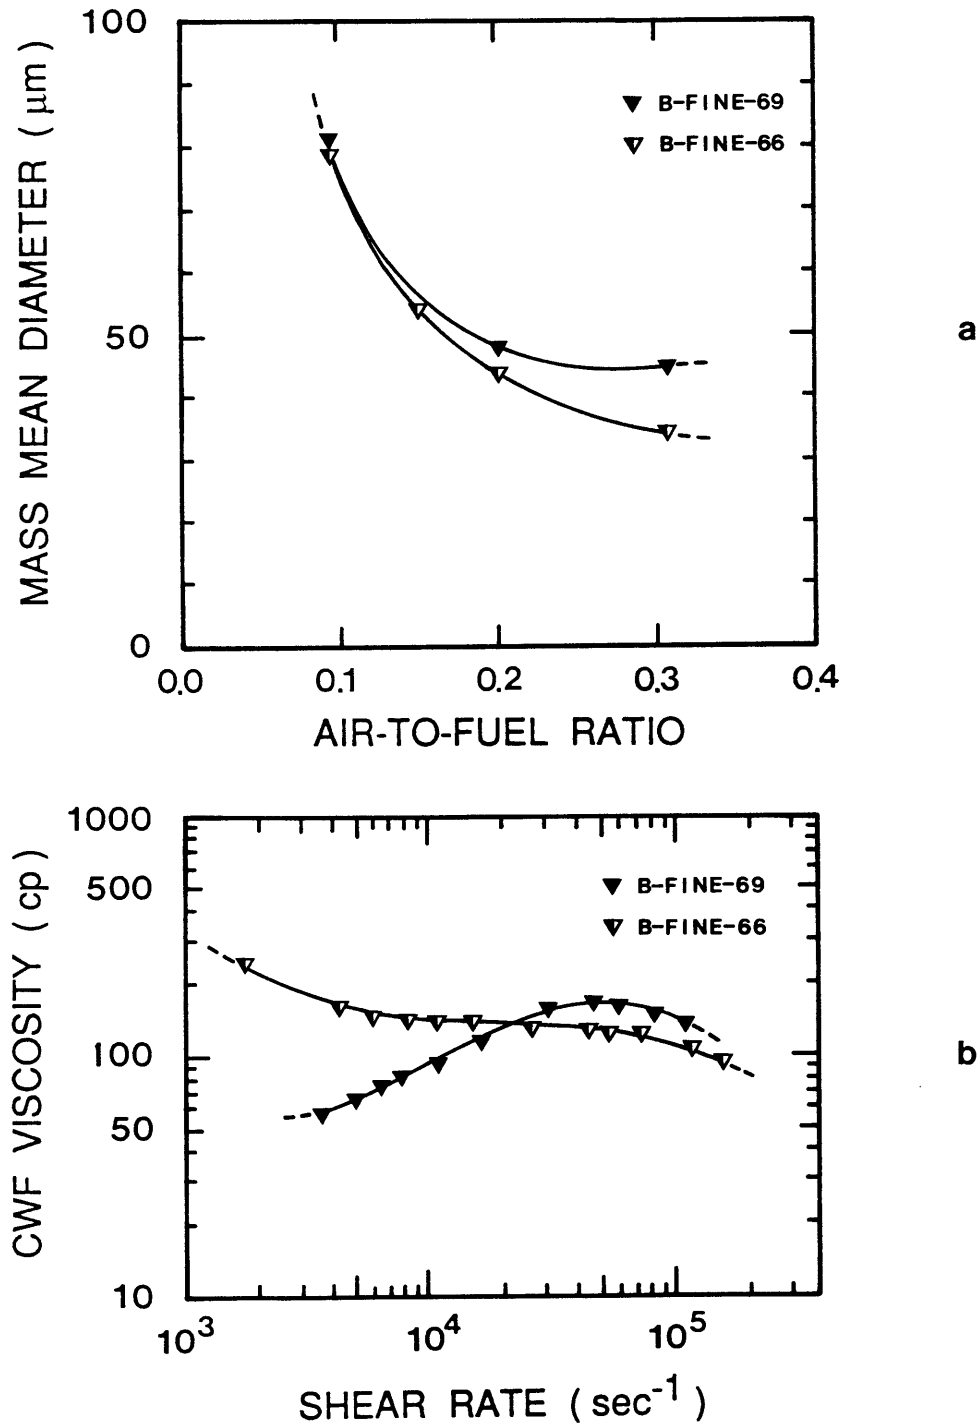 100
50
0
MASS MEAN DIAMETER (μm)
B-FINE-69
B-FINE-66
a
0.0 0.1 0.2 0.3 0.4
AIR-TO-FUEL RATIO
1000
500
100
50
10
CWF VISCOSITY (cp)
B-FINE-69
B-FINE-66
b
10³ 10⁴ 10⁵
SHEAR RATE (sec⁻¹)